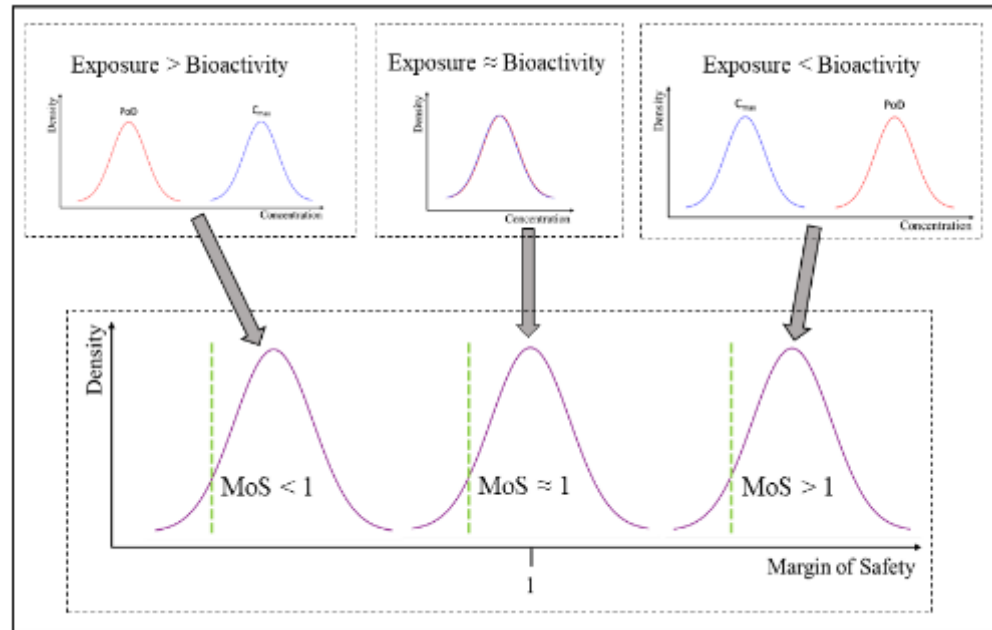 Exposure > Bioactivity
PoD
Cmax
Density
Concentration
Exposure ≈ Bioactivity
Density
Concentration
Exposure < Bioactivity
Cmax
PoD
Density
Concentration
Density
MoS < 1
MoS ≈ 1
MoS > 1
Margin of Safety
1